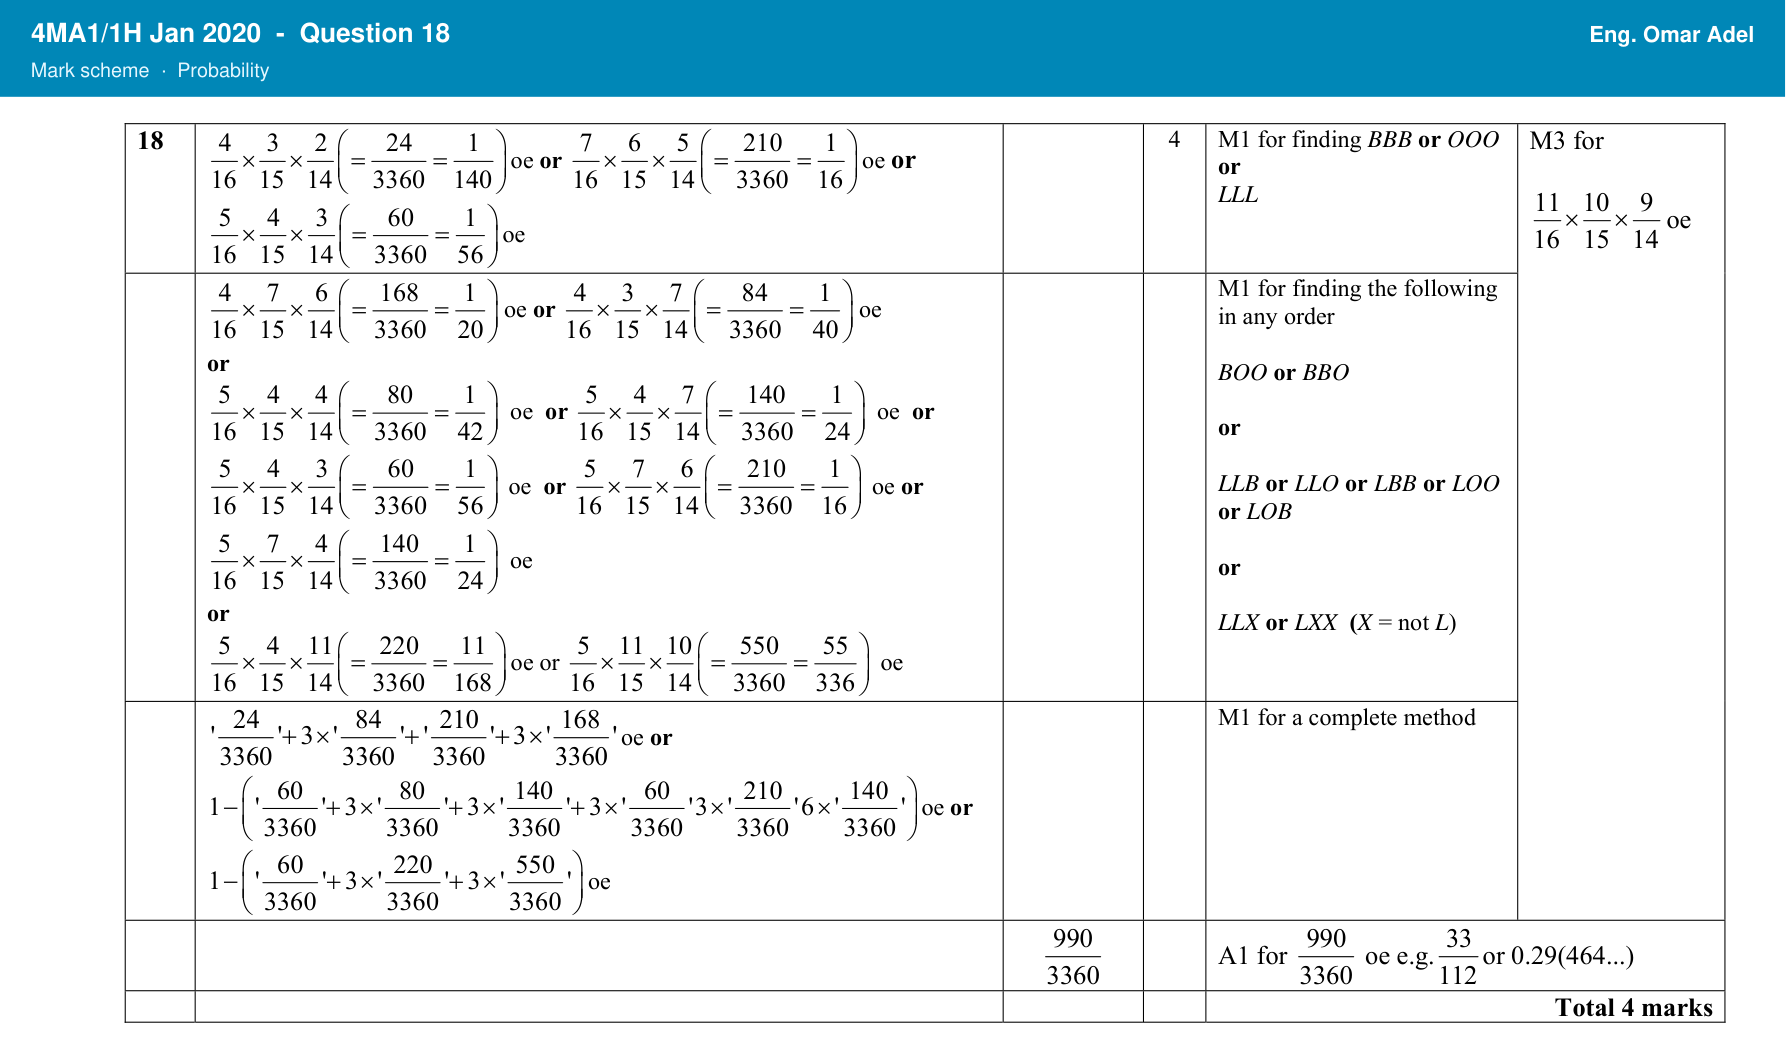 4MA1/1H Jan 2020 - Question 18
Eng. Omar Adel
Mark scheme · Probability
18
4/16 × 3/15 × 2/14 (= 24/3360 = 1/140) oe or 7/16 × 6/15 × 5/14 (= 210/3360 = 1/16) oe or
5/16 × 4/15 × 3/14 (= 60/3360 = 1/56) oe
4
M1 for finding BBB or OOO
or
LLL
M3 for
11/16 × 10/15 × 9/14 oe
4/16 × 7/15 × 6/14 (= 168/3360 = 1/20) oe or 4/16 × 3/15 × 7/14 (= 84/3360 = 1/40) oe
or
5/16 × 4/15 × 4/14 (= 80/3360 = 1/42) oe or 5/16 × 4/15 × 7/14 (= 140/3360 = 1/24) oe or
5/16 × 4/15 × 3/14 (= 60/3360 = 1/56) oe or 5/16 × 7/15 × 6/14 (= 210/3360 = 1/16) oe or
5/16 × 7/15 × 4/14 (= 140/3360 = 1/24) oe
or
5/16 × 4/15 × 11/14 (= 220/3360 = 11/168) oe or 5/16 × 11/15 × 10/14 (= 550/3360 = 55/336) oe
M1 for finding the following
in any order
BOO or BBO
or
LLB or LLO or LBB or LOO
or LOB
or
LLX or LXX (X = not L)
'24/3360'+3×'84/3360'+'210/3360'+3×'168/3360' oe or
1−('60/3360'+3×'80/3360'+3×'140/3360'+3×'60/3360'3×'210/3360'6×'140/3360') oe or
1−('60/3360'+3×'220/3360'+3×'550/3360') oe
M1 for a complete method
990/3360
A1 for 990/3360 oe e.g. 33/112 or 0.29(464...)
Total 4 marks